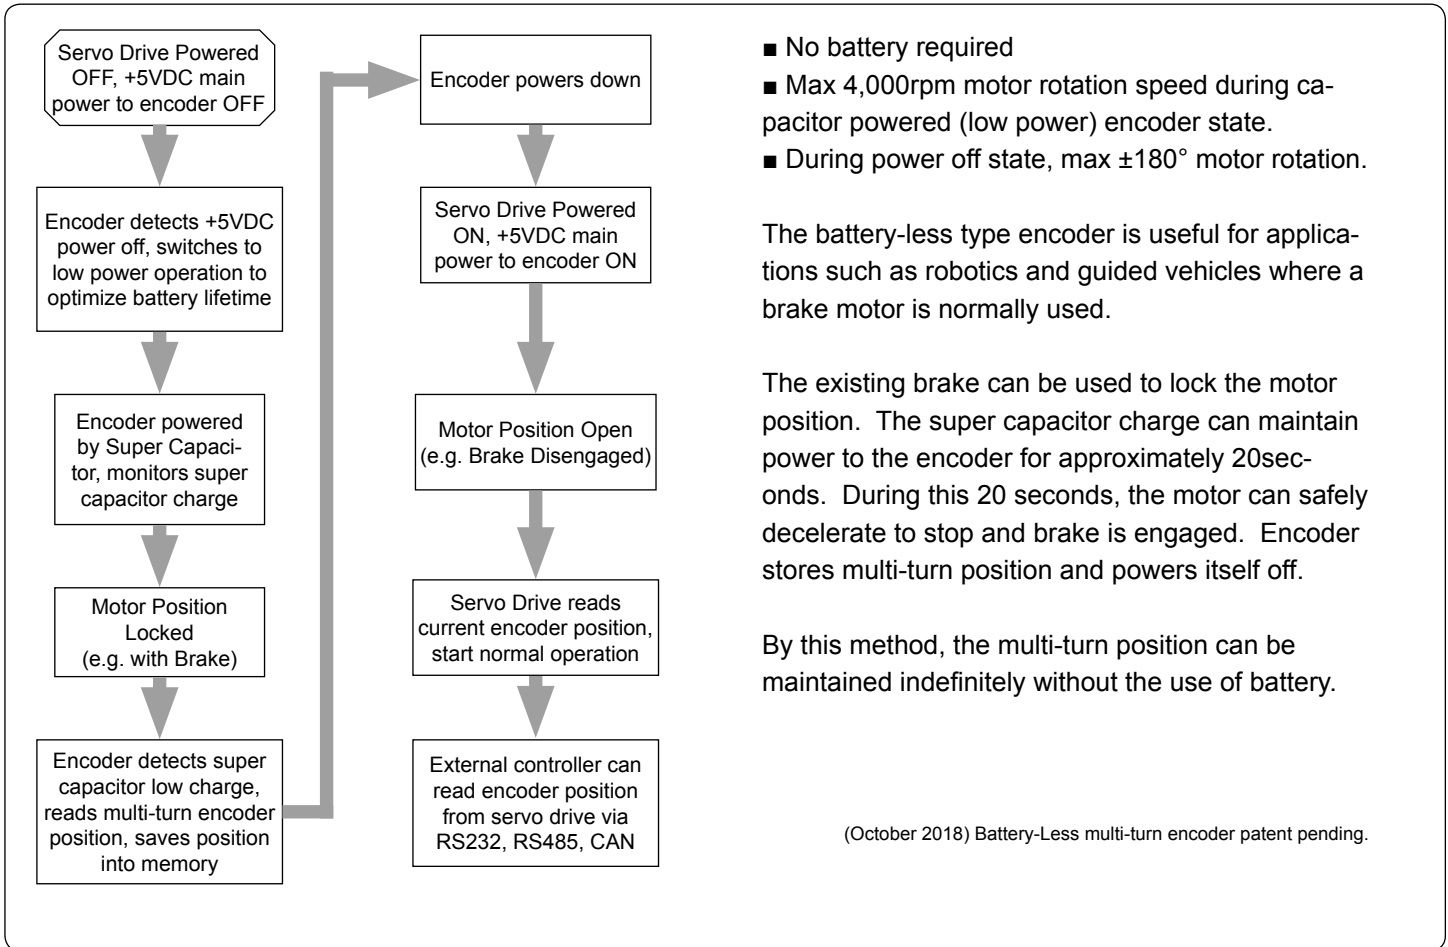 Servo Drive Powered
OFF, +5VDC main
power to encoder OFF
Encoder detects +5VDC
power off, switches to
low power operation to
optimize battery lifetime
Encoder powered
by Super Capaci-
tor, monitors super
capacitor charge
Motor Position
Locked
(e.g. with Brake)
Encoder detects super
capacitor low charge,
reads multi-turn encoder
position, saves position
into memory
Encoder powers down
Servo Drive Powered
ON, +5VDC main
power to encoder ON
Motor Position Open
(e.g. Brake Disengaged)
Servo Drive reads
current encoder position,
start normal operation
External controller can
read encoder position
from servo drive via
RS232, RS485, CAN
■ No battery required
■ Max 4,000rpm motor rotation speed during ca-
pacitor powered (low power) encoder state.
■ During power off state, max ±180° motor rotation.
The battery-less type encoder is useful for applica-
tions such as robotics and guided vehicles where a
brake motor is normally used.
The existing brake can be used to lock the motor
position. The super capacitor charge can maintain
power to the encoder for approximately 20sec-
onds. During this 20 seconds, the motor can safely
decelerate to stop and brake is engaged. Encoder
stores multi-turn position and powers itself off.
By this method, the multi-turn position can be
maintained indefinitely without the use of battery.
(October 2018) Battery-Less multi-turn encoder patent pending.